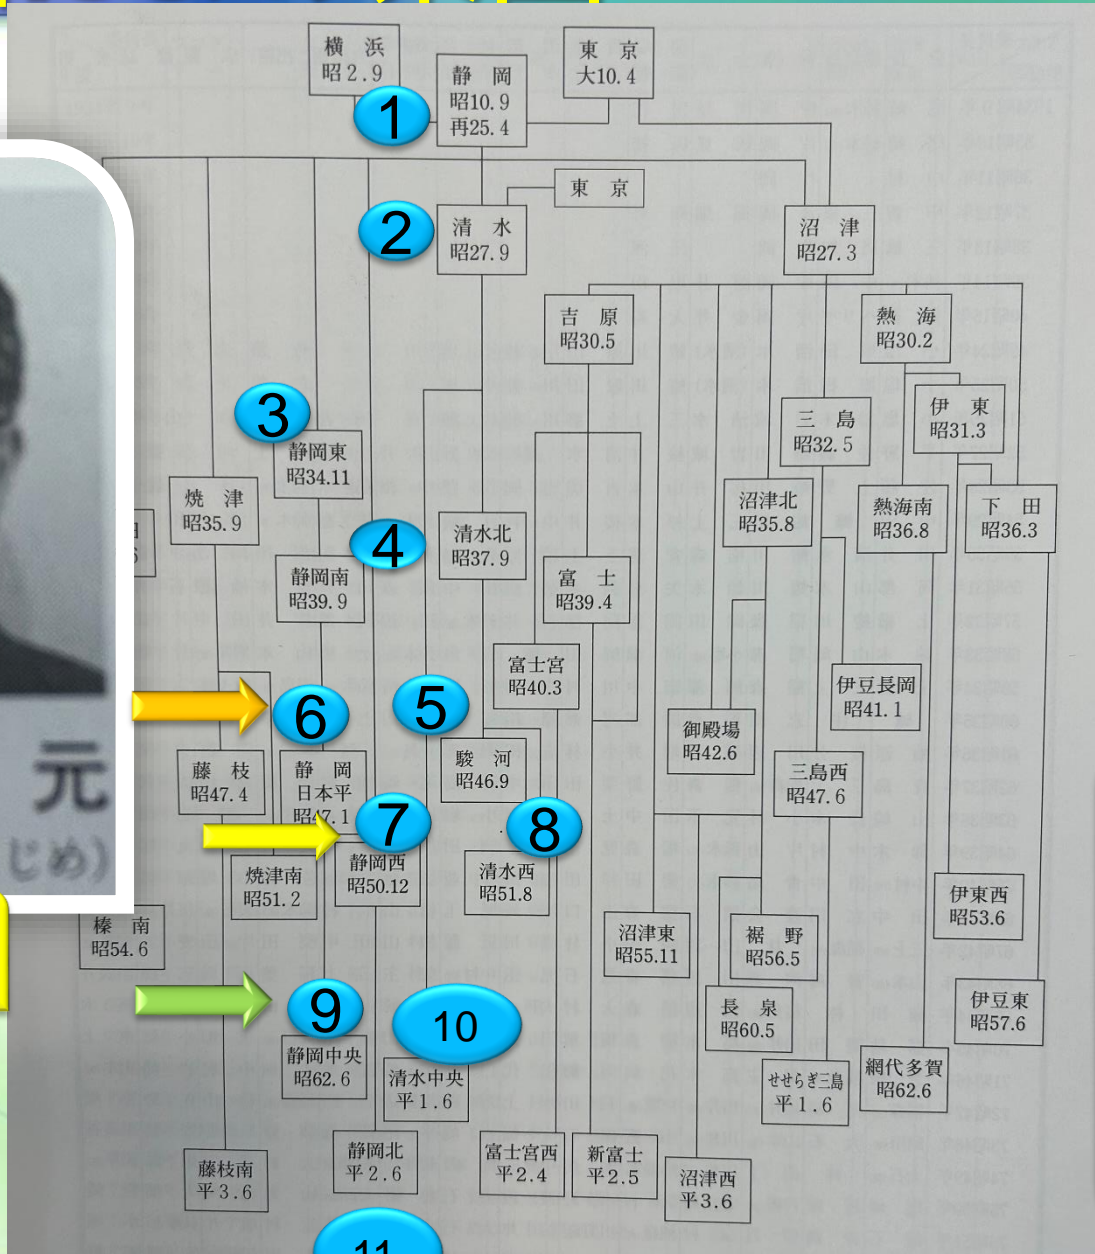 横 浜
昭2.9
静 岡
昭10.9
再25.4
東 京
大10.4
1
東 京
2
清 水
昭27.9
沼 津
昭27.3
吉 原
昭30.5
熱 海
昭30.2
3
静岡東
昭34.11
三 島
昭32.5
伊 東
昭31.3
焼 津
昭35.9
4
清水北
昭37.9
沼津北
昭35.8
熱海南
昭36.8
下 田
昭36.3
静岡南
昭39.9
富 士
昭39.4
富士宮
昭40.3
伊豆長岡
昭41.1
6
5
御殿場
昭42.6
元
じめ)
藤 枝
昭47.4
静 岡
日本平
昭47.1
駿 河
昭46.9
三島西
昭47.6
7
8
焼津南
昭51.2
静岡西
昭50.12
清水西
昭51.8
榛 南
昭54.6
沼津東
昭55.11
裾 野
昭56.5
伊東西
昭53.6
9
10
長 泉
昭60.5
伊豆東
昭57.6
静岡中央
昭62.6
清水中央
平1.6
せせらぎ三島
平1.6
網代多賀
昭62.6
藤枝南
平3.6
静岡北
平2.6
富士宮西
平2.4
新富士
平2.5
沼津西
平3.6
11